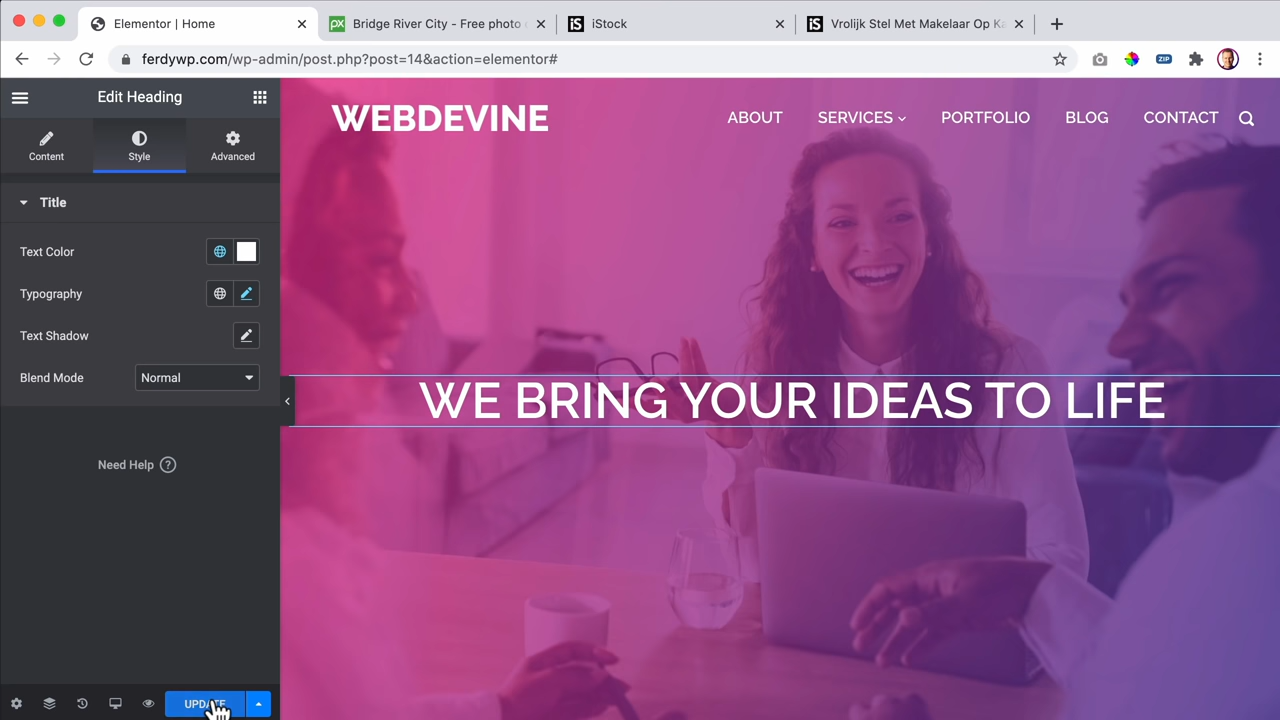 Elementor | Home
Bridge River City - Free photo
iStock
Vrolijk Stel Met Makelaar Op
ferdywp.com/wp-admin/post.php?post=14&action=elementor#
ZIP
Edit Heading
WEBDEVINE
ABOUT SERVICES PORTFOLIO BLOG CONTACT
Content Style Advanced
Title
Text Color
Typography
Text Shadow
Blend Mode Normal
WE BRING YOUR IDEAS TO LIFE
Need Help ?
UPDATE